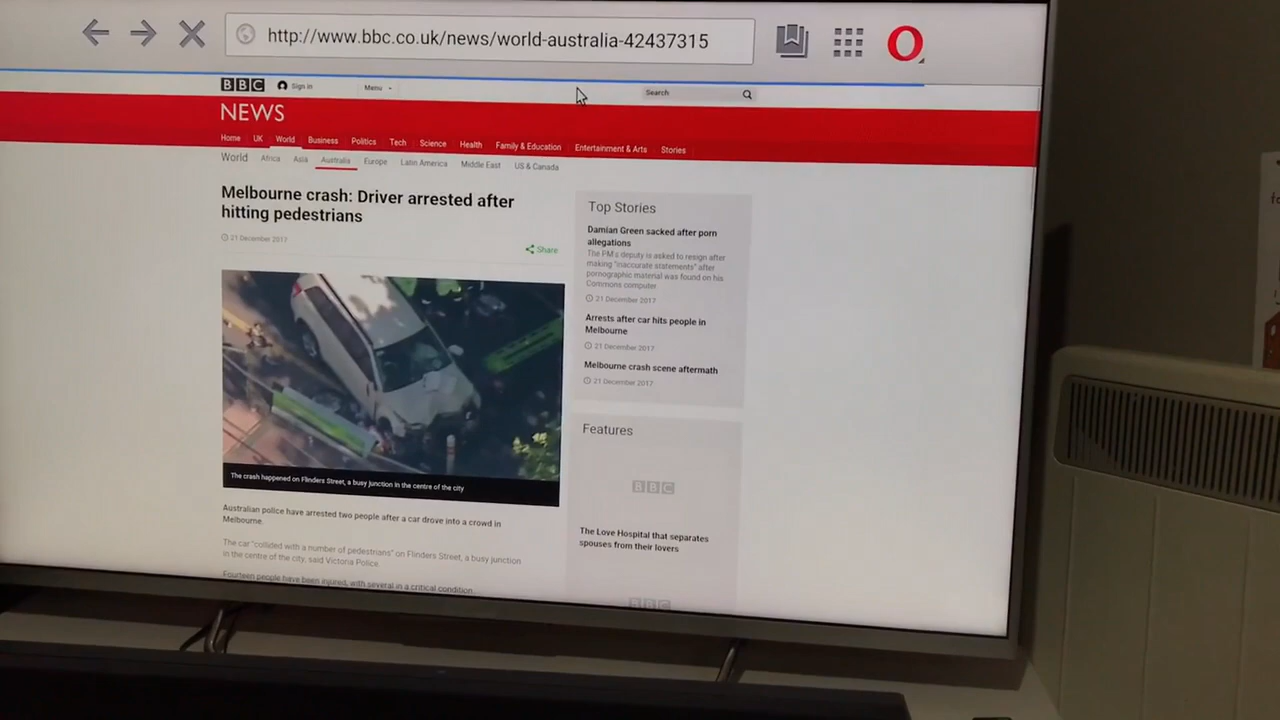 http://www.bbc.co.uk/news/world-australia-42437315
BBC Sign in Menu Search
NEWS
Home UK World Business Politics Tech Science Health Family & Education Entertainment & Arts Stories
World Africa Asia Australia Europe Latin America Middle East US & Canada
Melbourne crash: Driver arrested after
hitting pedestrians
21 December 2017
Share
The crash happened on Flinders Street, a busy junction in the centre of the city
Australian police have arrested two people after a car drove into a crowd in
Melbourne.
The car "collided with a number of pedestrians" on Flinders Street, a busy junction
in the centre of the city, said Victoria Police.
Fourteen people have been injured, with several in a critical condition.
Top Stories
Damian Green sacked after porn
allegations
The PM's deputy is asked to resign after
making "inaccurate statements" after
pornographic material was found on his
Commons computer
21 December 2017
Arrests after car hits people in
Melbourne
21 December 2017
Melbourne crash scene aftermath
21 December 2017
Features
BBC
The Love Hospital that separates
spouses from their lovers
BBC